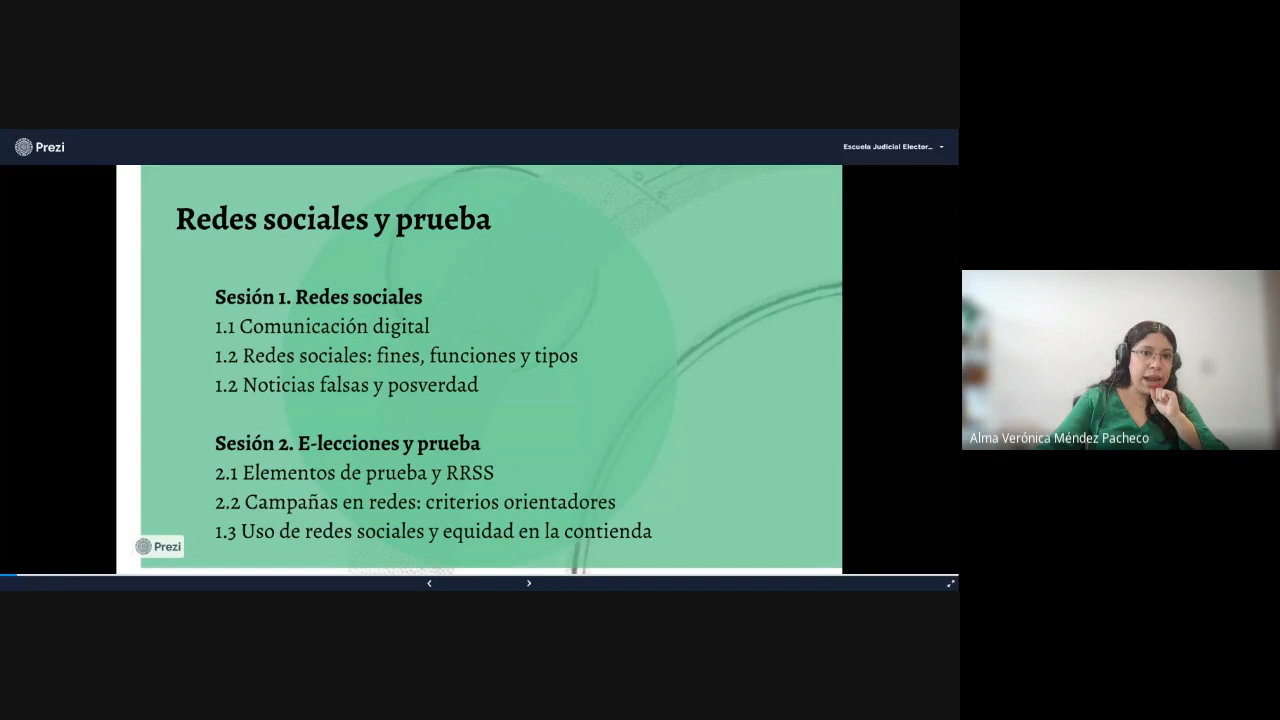 Prezi
Escuela Judicial Elector...
Redes sociales y prueba
Sesión 1. Redes sociales
1.1 Comunicación digital
1.2 Redes sociales: fines, funciones y tipos
1.2 Noticias falsas y posverdad
Sesión 2. E-lecciones y prueba
2.1 Elementos de prueba y RRSS
2.2 Campañas en redes: criterios orientadores
1.3 Uso de redes sociales y equidad en la contienda
Prezi
Alma Verónica Méndez Pacheco